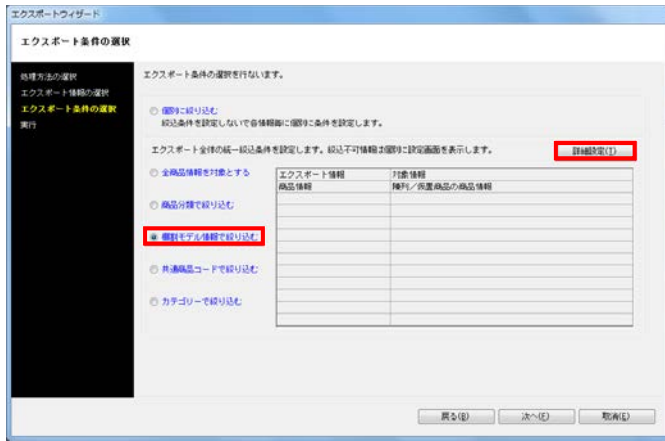 エクスポートウィザード
エクスポート条件の選択
処理方法の選択
エクスポート情報の選択
エクスポート条件の選択
実行
エクスポート条件の選択を行ないます。
個別に絞り込む
絞込条件を設定しないで各情報毎に個別に条件を設定します。
エクスポート全体の統一絞込条件を設定します。絞込不可情報は個別に設定画面を表示します。
詳細設定(T)
全商品情報を対象とする
商品分類で絞り込む
棚割モデル情報で絞り込む
共通商品コードで絞り込む
カテゴリーで絞り込む
エクスポート情報 対象情報
商品情報 陳列/仮置商品の商品情報
戻る(B) 次へ(F) 取消(E)